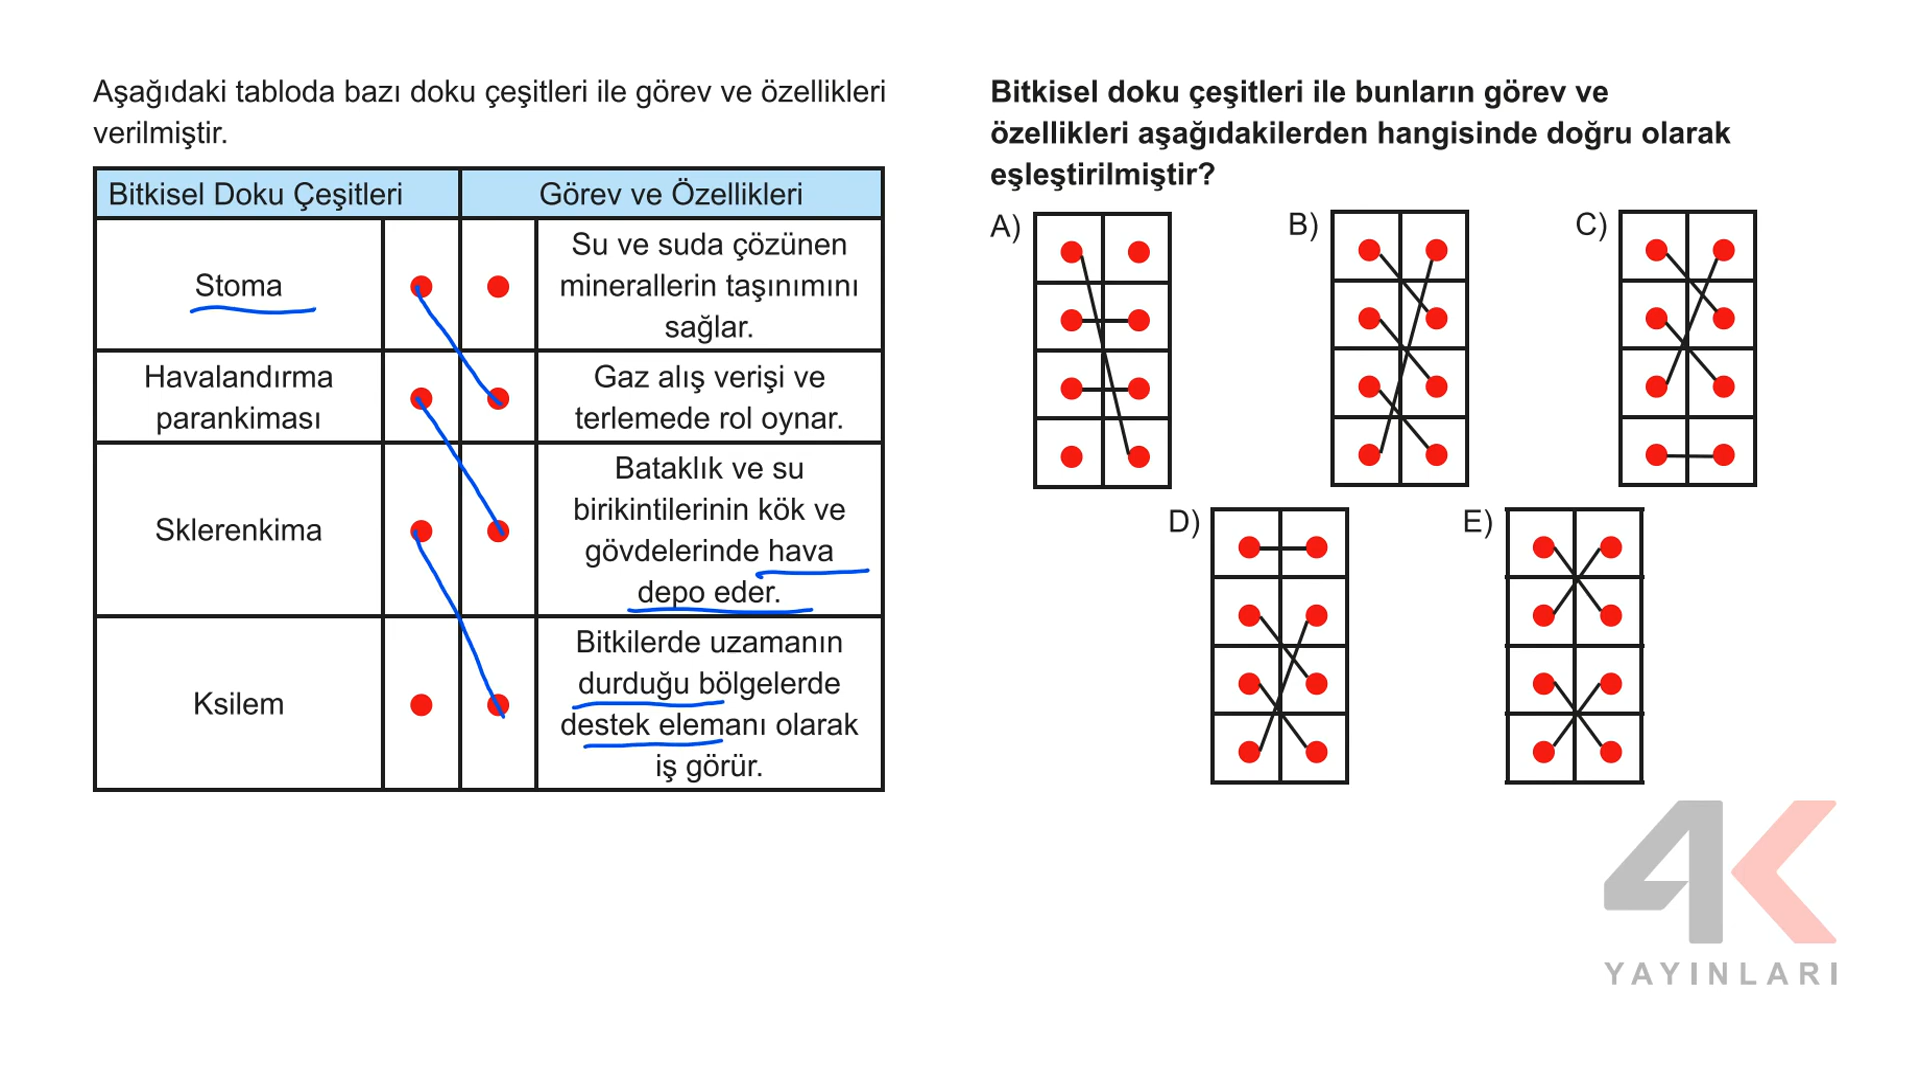 Aşağıdaki tabloda bazı doku çeşitleri ile görev ve özellikleri
verilmiştir.
Bitkisel Doku Çeşitleri
Görev ve Özellikleri
Stoma
Su ve suda çözünen
minerallerin taşınımını
sağlar.
Havalandırma
parankiması
Gaz alış verişi ve
terlemede rol oynar.
Sklerenkima
Bataklık ve su
birikintilerinin kök ve
gövdelerinde hava
depo eder.
Ksilem
Bitkilerde uzamanın
durduğu bölgelerde
destek elemanı olarak
iş görür.
Bitkisel doku çeşitleri ile bunların görev ve
özellikleri aşağıdakilerden hangisinde doğru olarak
eşleştirilmiştir?
A)
B)
C)
D)
E)
4K
YAYINLARI